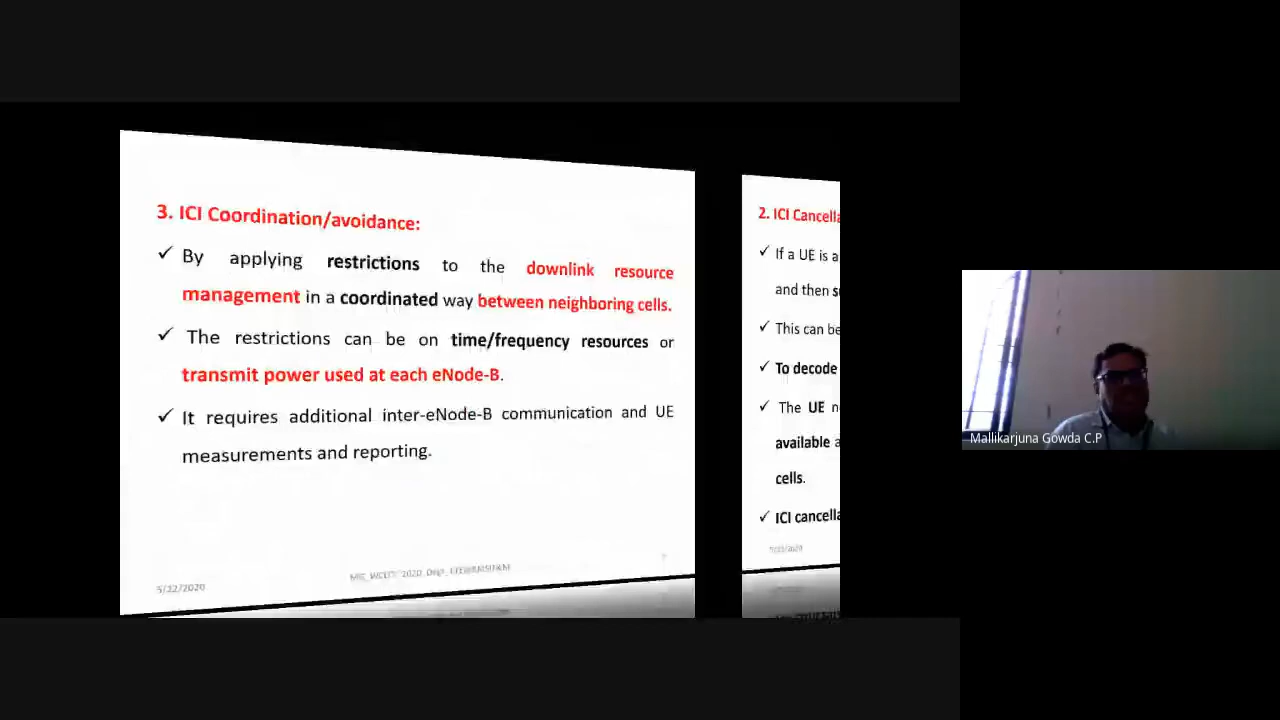 3. ICI Coordination/avoidance:
✓ By applying restrictions to the downlink resource
management in a coordinated way between neighboring cells.
✓ The restrictions can be on time/frequency resources or
transmit power used at each eNode-B.
✓ It requires additional inter-eNode-B communication and UE
measurements and reporting.
5/22/2020
2020
2. ICI
✓ If a UE is a
and then
✓ This can be
✓ To decode
✓ The UE
available
cells.
✓ ICI
Mallikarjuna Gowda C.P